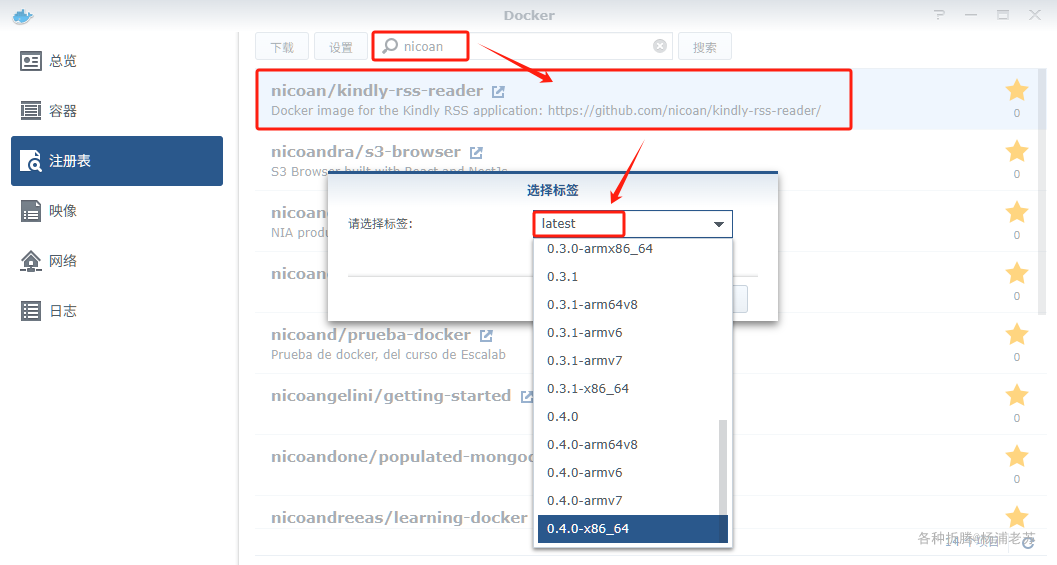 Docker
总览
容器
注册表
映像
网络
日志
下载
设置
nicoan
搜索
nicoan/kindly-rss-reader
Docker image for the Kindly RSS application: https://github.com/nicoan/kindly-rss-reader/
0
nicoandra/s3-browser
S3 Browser built with React and NestJs
0
NIA produ
0
0
nicoand/prueba-docker
Prueba de docker, del curso de Escalab
0
nicoangelini/getting-started
0
nicoandone/populated-mongo
0
nicoandreeas/learning-docker
选择标签
请选择标签:
latest
0.3.0-armx86_64
0.3.1
0.3.1-arm64v8
0.3.1-armv6
0.3.1-armv7
0.3.1-x86_64
0.4.0
0.4.0-arm64v8
0.4.0-armv6
0.4.0-armv7
0.4.0-x86_64
各种折腾@杨浦老苏